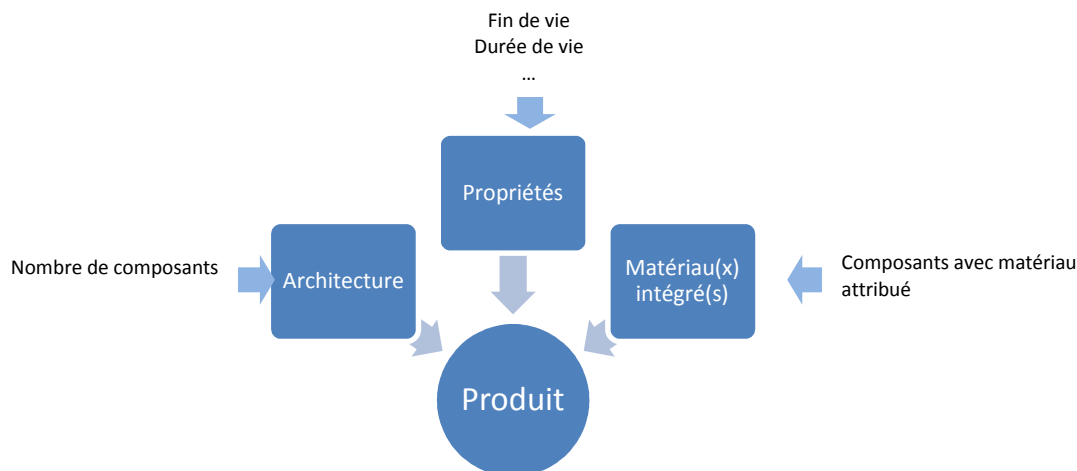 Fin de vie
Durée de vie
...
Propriétés
Nombre de composants
Architecture
Matériau(x)
intégré(s)
Composants avec matériau
attribué
Produit